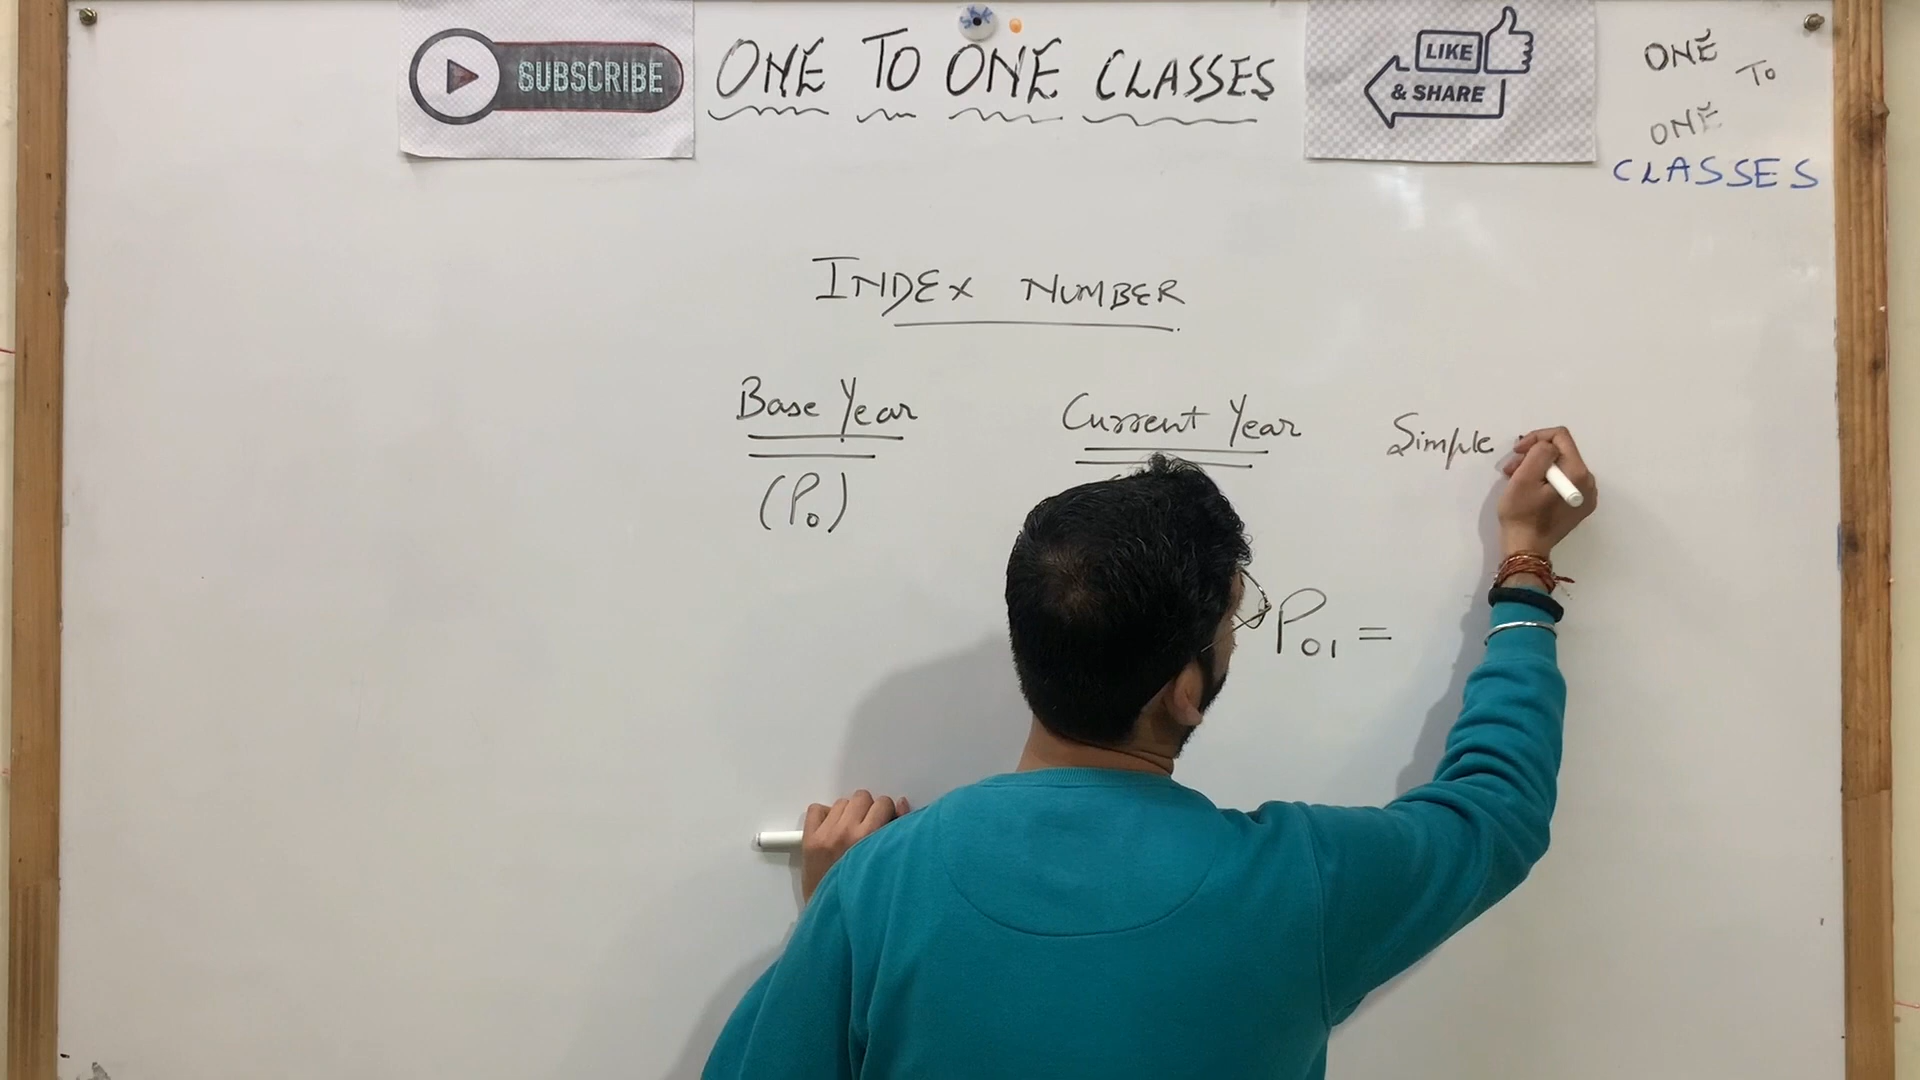 SUBSCRIBE
ONE TO ONE CLASSES
LIKE
& SHARE
ONE
TO
ONE
CLASSES
INDEX NUMBER
Base Year
Current Year
Simple
(P₀)
P₀₁ =